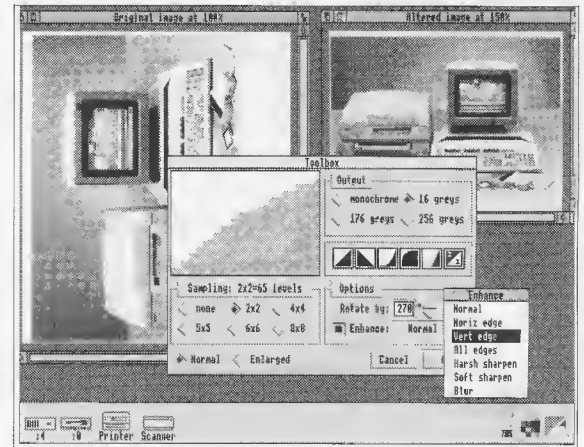 Original image at 100%
Altered image at 150%
Toolbox
Output
monochrome 16 greys
176 greys 256 greys
Sampling: 2x2=65 levels
none 2x2 4x4
5x5 6x6 8x8
Normal Enlarged
Options
Rotate by: 270
Enhance: Normal
Cancel
Enhance
Normal
Horiz edge
Vert edge
All edges
Harsh sharpen
Soft sharpen
Blur
:4 :0 Printer Scanner